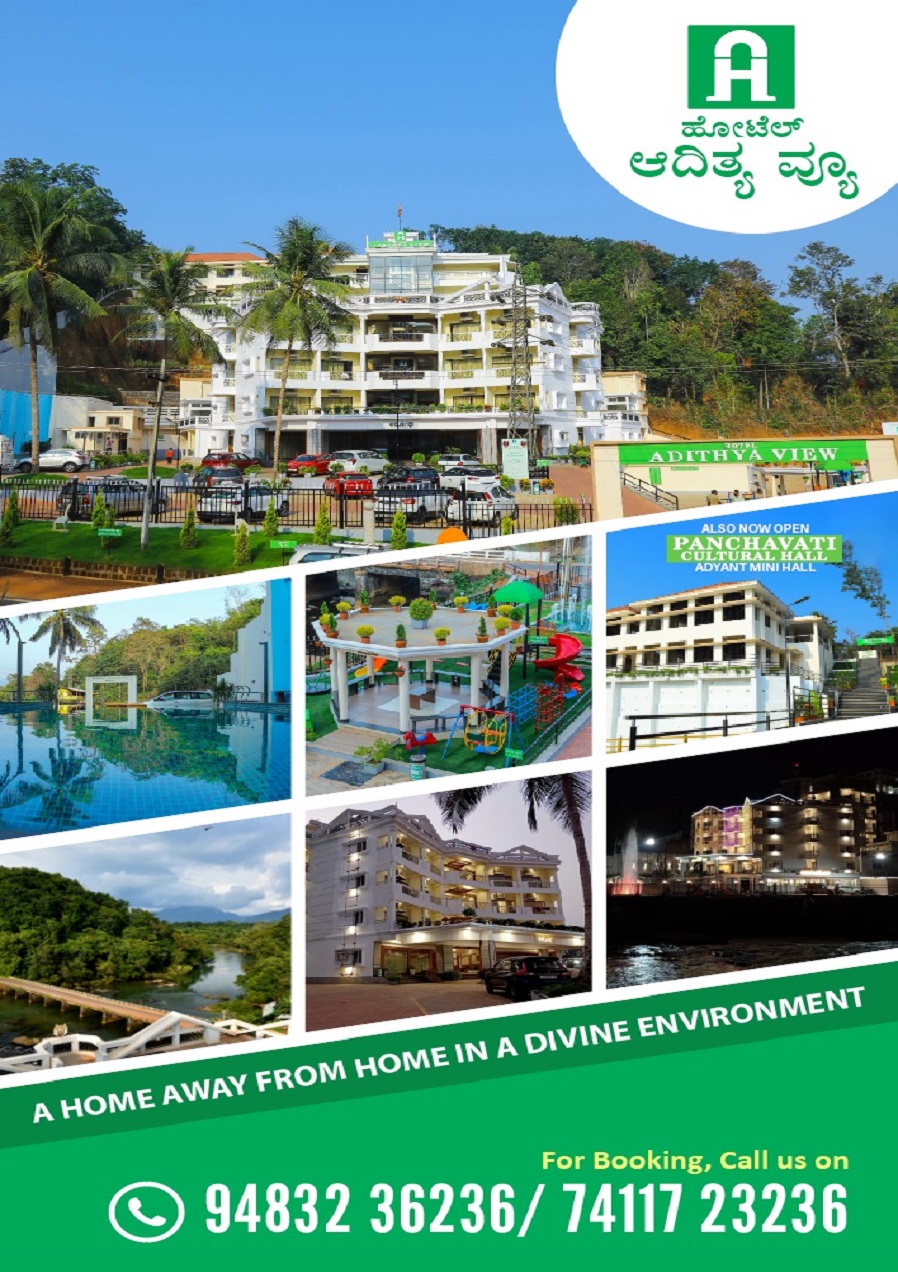 ಹೋಟೆಲ್
ಆದಿತ್ಯ ವ್ಯೂ
HOTEL
ADITHYA VIEW
ALSO NOW OPEN
PANCHAVATI
CULTURAL HALL
ADYANT MINI HALL
A HOME AWAY FROM HOME IN A DIVINE ENVIRONMENT
For Booking, Call us on
94832 36236/ 74117 23236